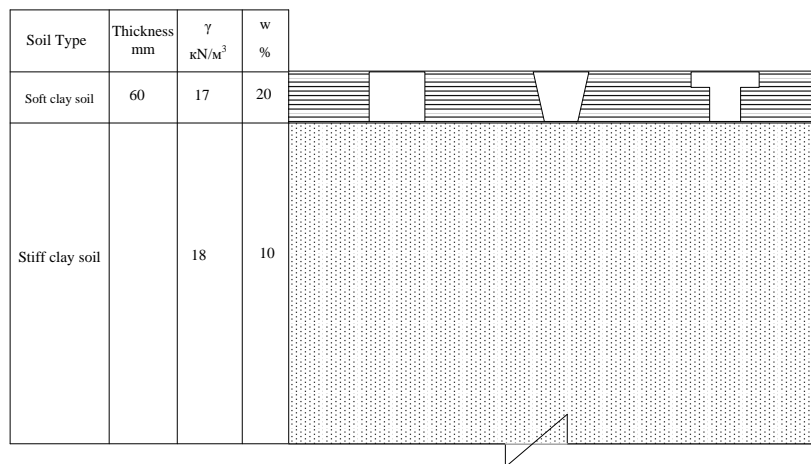 Soil Type
Thickness
mm
γ
кN/м³
w
%
Soft clay soil
60
17
20
Stiff clay soil
18
10